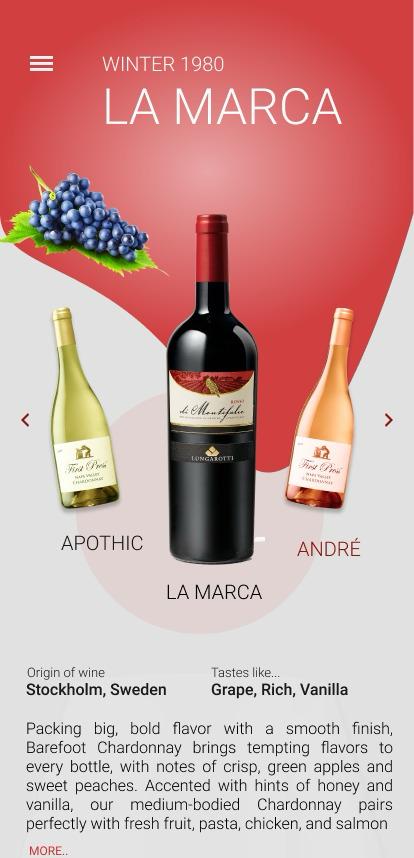 WINTER 1980
LA MARCA
ROSSO
di Montefalco
LUNGAROTTI
First Press
NAPA VALLEY
CHARDONNAY
First Press
NAPA VALLEY
CHARDONNAY
APOTHIC
ANDRÉ
LA MARCA
Origin of wine
Tastes like...
Stockholm, Sweden
Grape, Rich, Vanilla
Packing big, bold flavor with a smooth finish,
Barefoot Chardonnay brings tempting flavors to
every bottle, with notes of crisp, green apples and
sweet peaches. Accented with hints of honey and
vanilla, our medium-bodied Chardonnay pairs
perfectly with fresh fruit, pasta, chicken, and salmon
MORE..